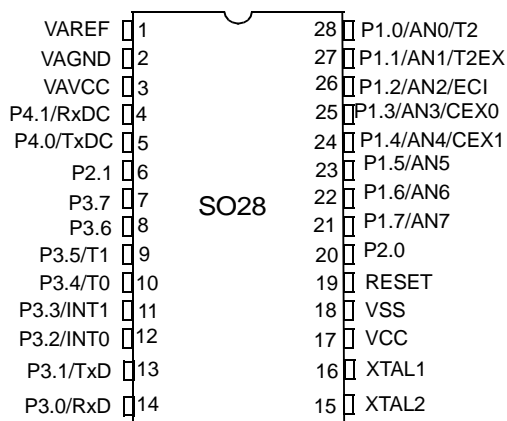 VAREF 1 28 P1.0/AN0/T2
VAGND 2 27 P1.1/AN1/T2EX
VAVCC 3 26 P1.2/AN2/ECI
P4.1/RxDC 4 25 P1.3/AN3/CEX0
P4.0/TxDC 5 24 P1.4/AN4/CEX1
P2.1 6 23 P1.5/AN5
P3.7 7 22 P1.6/AN6
SO28
P3.6 8 21 P1.7/AN7
P3.5/T1 9 20 P2.0
P3.4/T0 10 19 RESET
P3.3/INT1 11 18 VSS
P3.2/INT0 12 17 VCC
P3.1/TxD 13 16 XTAL1
P3.0/RxD 14 15 XTAL2